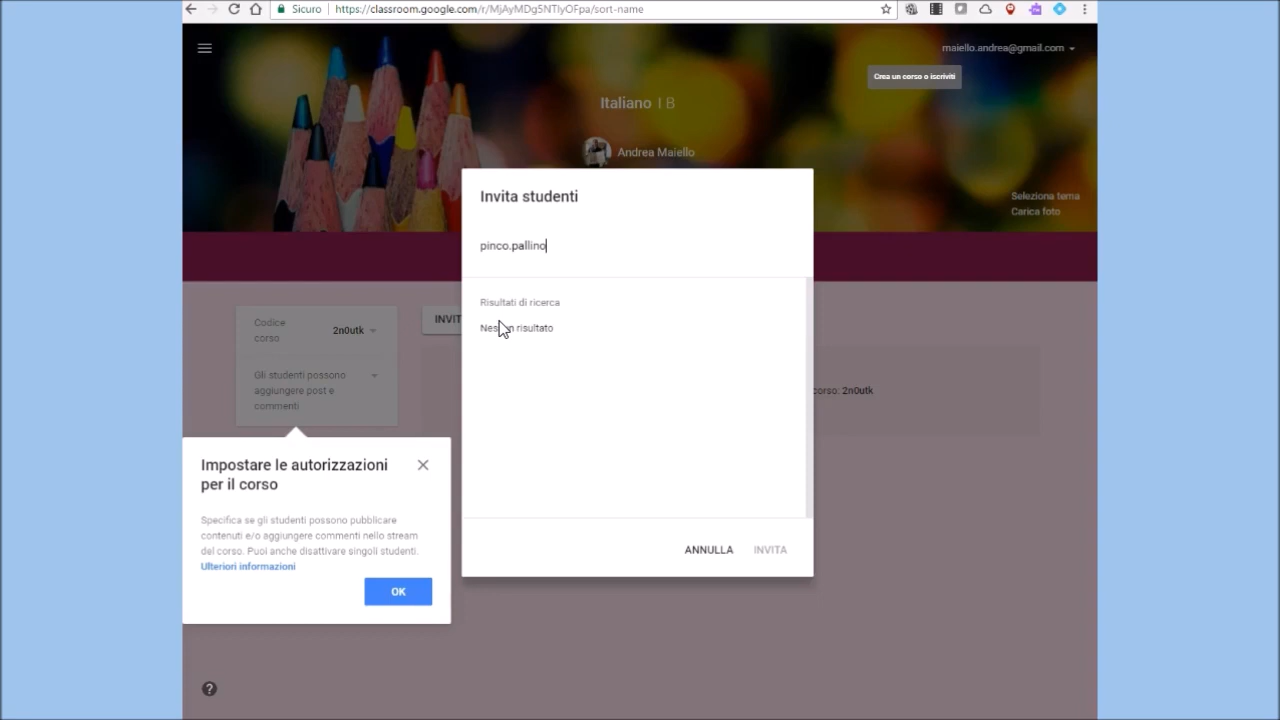 Sicuro
https://classroom.google.com/r/MjAyMDg5NTIyOFpa/sort-name
maiello.andrea@gmail.com
Crea un corso o iscriviti
Italiano I B
Andrea Maiello
Seleziona tema
Carica foto
Invita studenti
pinco.pallino
Risultati di ricerca
risultato
ANNULLA INVITA
Codice
corso
2n0utk
INVIT
Gli studenti possono
aggiungere post e
commenti
corso: 2n0utk
Impostare le autorizzazioni
per il corso
Specifica se gli studenti possono pubblicare
contenuti e/o aggiungere commenti nello stream
del corso. Puoi anche disattivare singoli studenti.
Ulteriori informazioni
OK
?